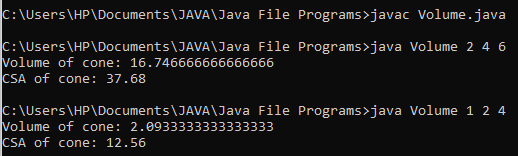 C:\Users\HP\Documents\JAVA\Java File Programs>javac Volume.java
C:\Users\HP\Documents\JAVA\Java File Programs>java Volume 2 4 6
Volume of cone: 16.746666666666666
CSA of cone: 37.68
C:\Users\HP\Documents\JAVA\Java File Programs>java Volume 1 2 4
Volume of cone: 2.0933333333333333
CSA of cone: 12.56